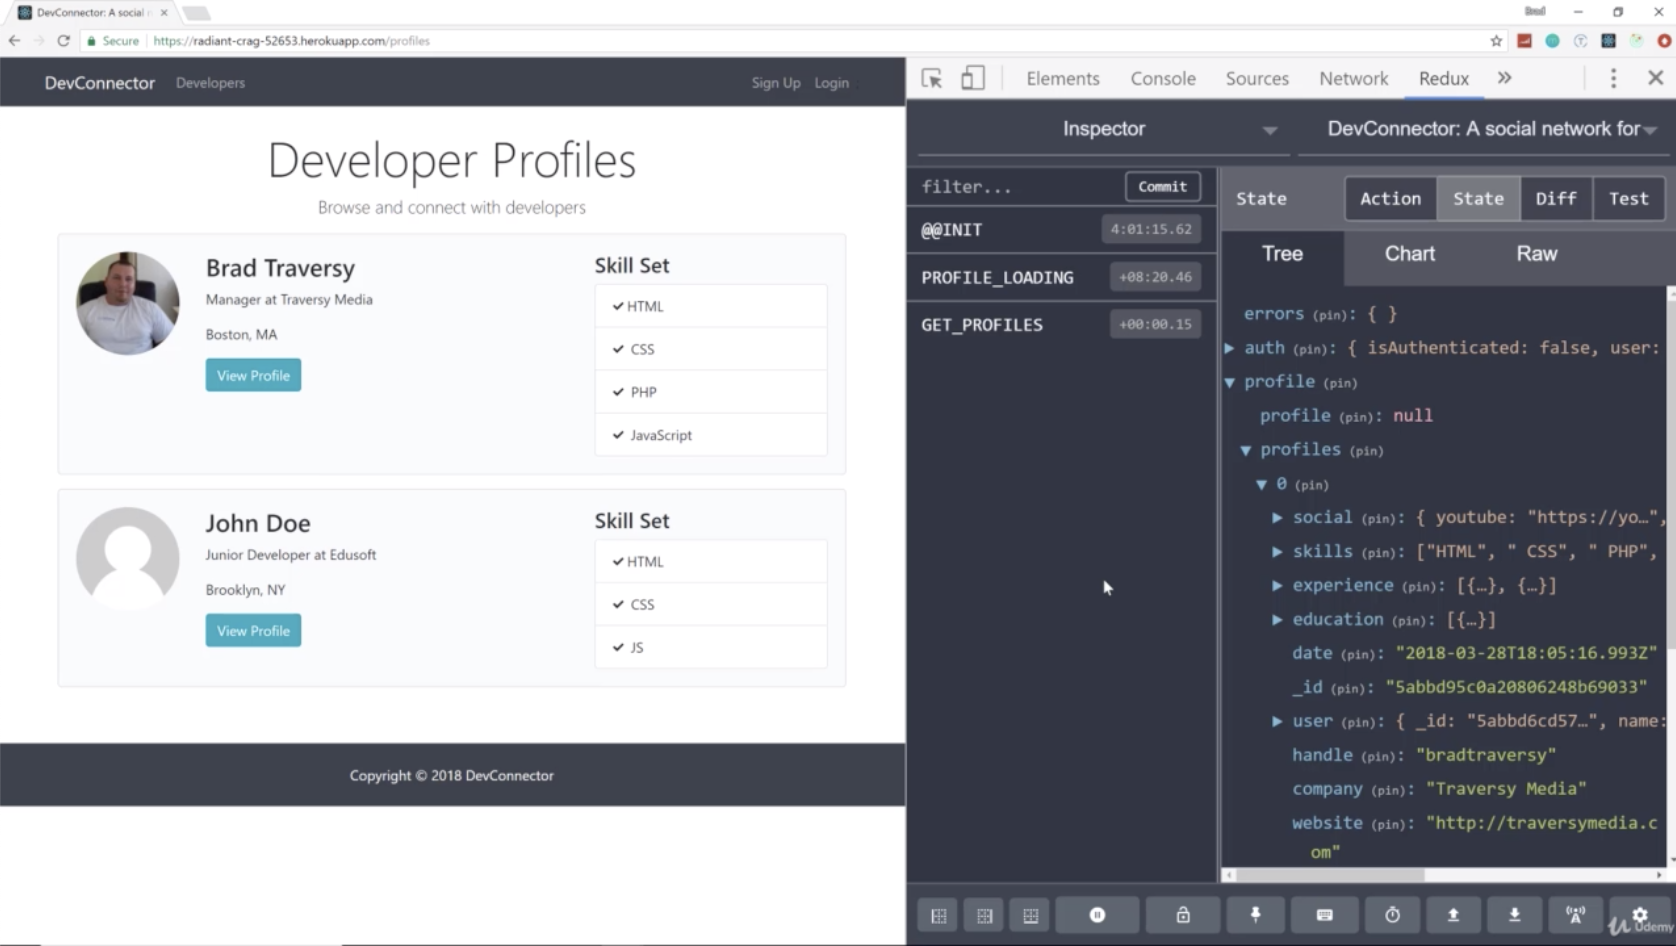 DevConnector: A social n
Brad
Secure https://radiant-crag-52653.herokuapp.com/profiles
DevConnector Developers Sign Up Login
Developer Profiles
Browse and connect with developers
Brad Traversy
Manager at Traversy Media
Boston, MA
View Profile
Skill Set
HTML
CSS
PHP
JavaScript
John Doe
Junior Developer at Edusoft
Brooklyn, NY
View Profile
Skill Set
HTML
CSS
JS
Copyright © 2018 DevConnector
Elements Console Sources Network Redux »
Inspector DevConnector: A social network for
filter... Commit
@@INIT 4:01:15.62
PROFILE_LOADING +08:20.46
GET_PROFILES +00:00.15
State Action State Diff Test
Tree Chart Raw
errors (pin): { }
auth (pin): { isAuthenticated: false, user:
profile (pin)
profile (pin): null
profiles (pin)
0 (pin)
social (pin): { youtube: "https://yo…",
skills (pin): ["HTML", " CSS", " PHP",
experience (pin): [{…}, {…}]
education (pin): [{…}]
date (pin): "2018-03-28T18:05:16.993Z"
_id (pin): "5abbd95c0a20806248b69033"
user (pin): { _id: "5abbd6cd57…", name:
handle (pin): "bradtraversy"
company (pin): "Traversy Media"
website (pin): "http://traversymedia.c
om"
Udemy